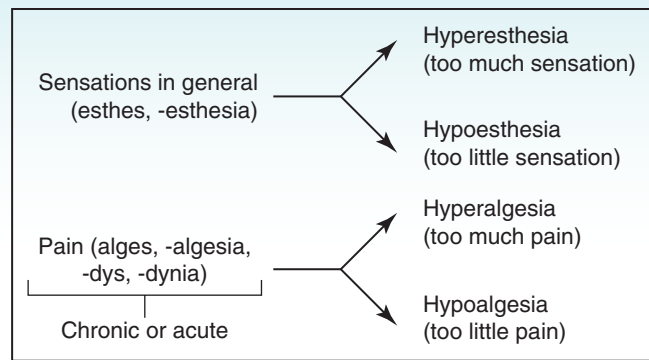 Sensations in general
(esthes, -esthesia)
Hyperesthesia
(too much sensation)
Hypoesthesia
(too little sensation)
Pain (alges, -algesia,
-dys, -dynia)
Chronic or acute
Hyperalgesia
(too much pain)
Hypoalgesia
(too little pain)